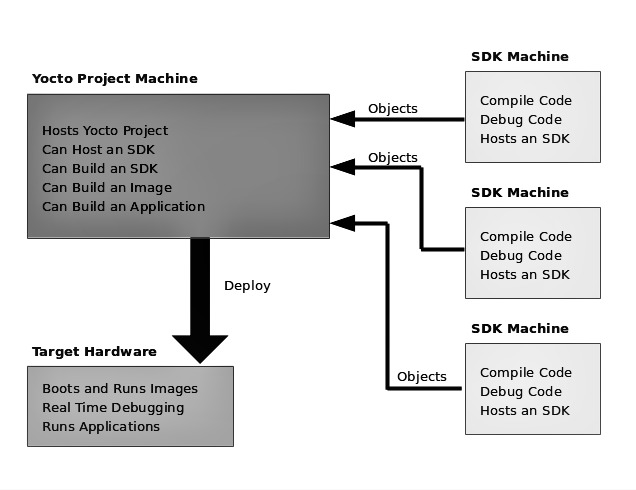 Yocto Project Machine
Hosts Yocto Project
Can Host an SDK
Can Build an SDK
Can Build an Image
Can Build an Application
Objects
Objects
Objects
SDK Machine
Compile Code
Debug Code
Hosts an SDK
SDK Machine
Compile Code
Debug Code
Hosts an SDK
SDK Machine
Compile Code
Debug Code
Hosts an SDK
Deploy
Target Hardware
Boots and Runs Images
Real Time Debugging
Runs Applications